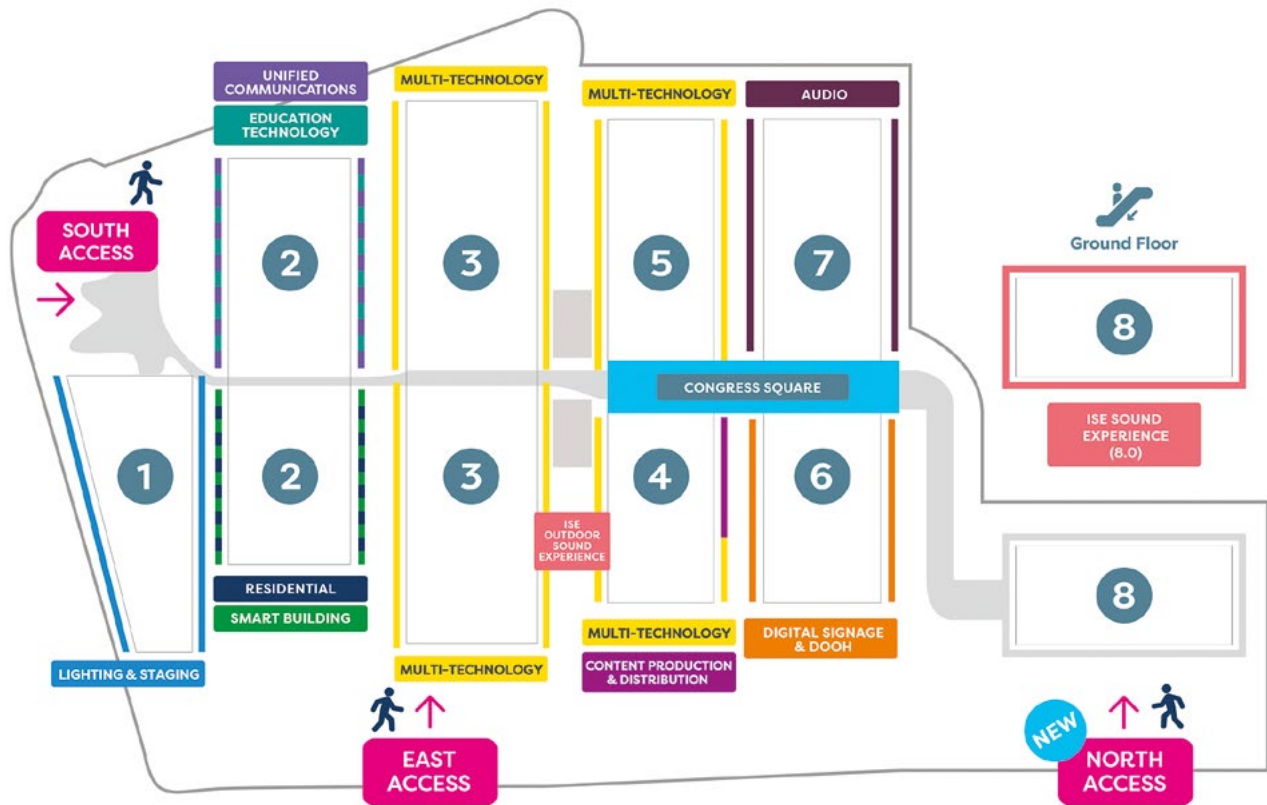 UNIFIED
COMMUNICATIONS
EDUCATION
TECHNOLOGY
MULTI-TECHNOLOGY
MULTI-TECHNOLOGY
AUDIO
SOUTH
ACCESS
2
3
5
7
Ground Floor
8
ISE SOUND
EXPERIENCE
(8.0)
CONGRESS SQUARE
1
2
3
4
6
ISE
OUTDOOR
SOUND
EXPERIENCE
8
RESIDENTIAL
SMART BUILDING
LIGHTING & STAGING
MULTI-TECHNOLOGY
MULTI-TECHNOLOGY
CONTENT PRODUCTION
& DISTRIBUTION
DIGITAL SIGNAGE
& DOOH
EAST
ACCESS
NEW
NORTH
ACCESS